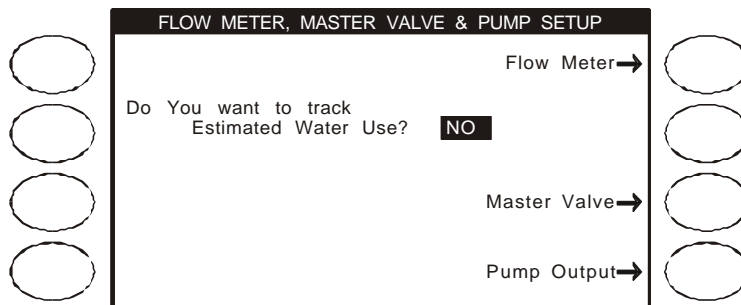 FLOW METER, MASTER VALVE & PUMP SETUP
Flow Meter→
Do You want to track
Estimated Water Use? NO
Master Valve→
Pump Output→